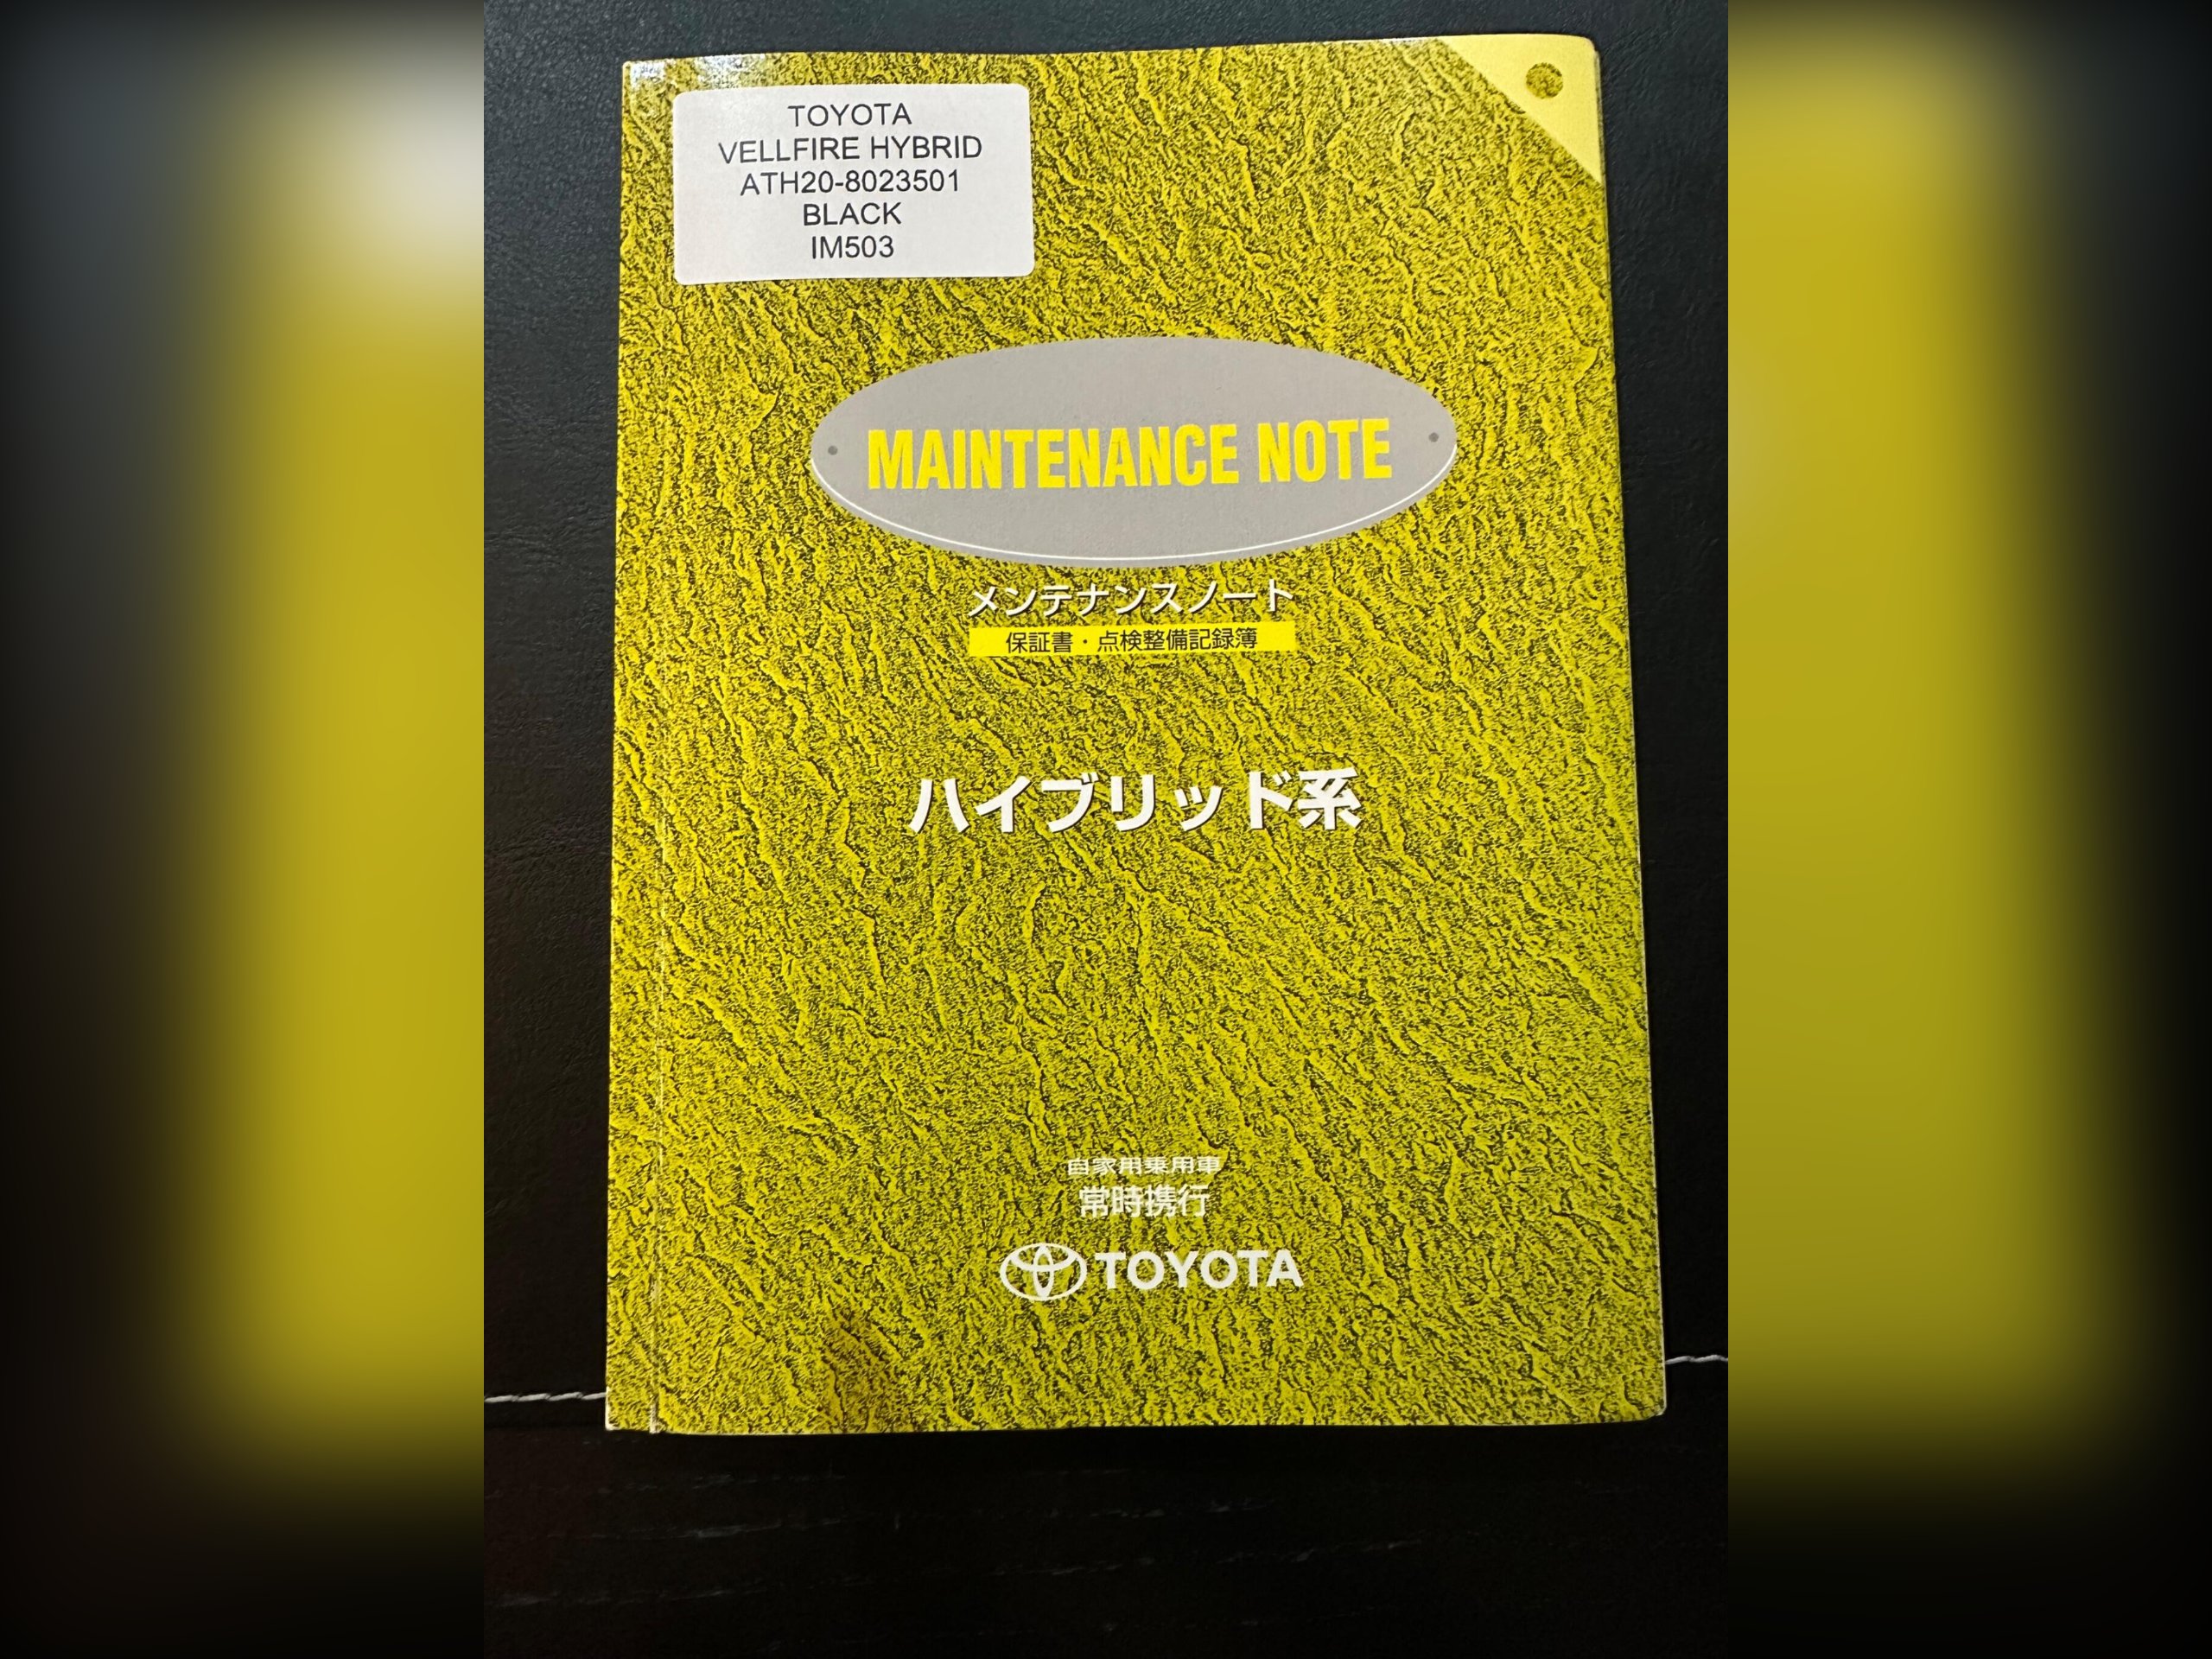 TOYOTA
VELLFIRE HYBRID
ATH20-8023501
BLACK
IM503
MAINTENANCE NOTE
メンテナンスノート
保証書・点検整備記録簿
ハイブリッド系
自家用乗用車
常時携行
TOYOTA